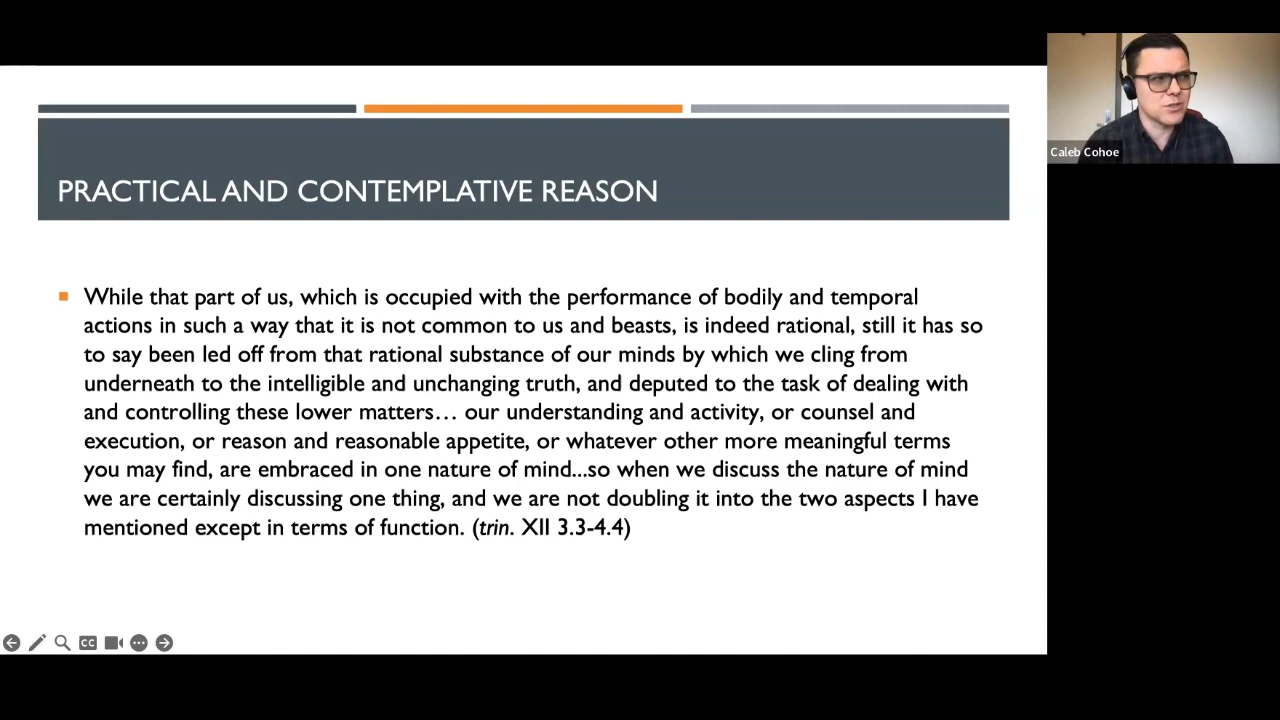 PRACTICAL AND CONTEMPLATIVE REASON
While that part of us, which is occupied with the performance of bodily and temporal
actions in such a way that it is not common to us and beasts, is indeed rational, still it has so
to say been led off from that rational substance of our minds by which we cling from
underneath to the intelligible and unchanging truth, and deputed to the task of dealing with
and controlling these lower matters… our understanding and activity, or counsel and
execution, or reason and reasonable appetite, or whatever other more meaningful terms
you may find, are embraced in one nature of mind...so when we discuss the nature of mind
we are certainly discussing one thing, and we are not doubling it into the two aspects I have
mentioned except in terms of function. (trin. XII 3.3-4.4)
Caleb Cohoe
CC